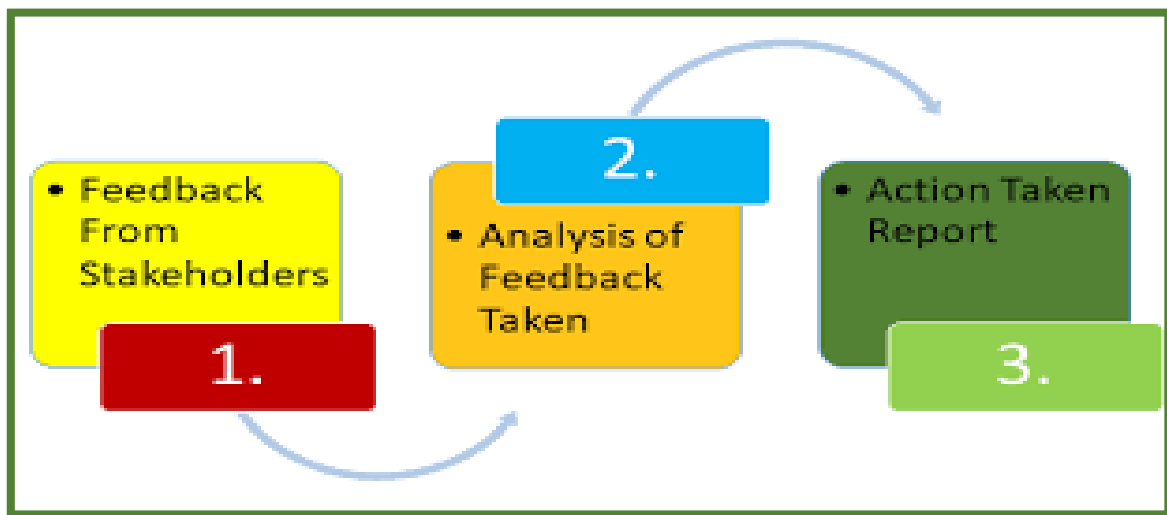 • Feedback
From
Stakeholders
1.
2.
• Analysis of
Feedback
Taken
• Action Taken
Report
3.